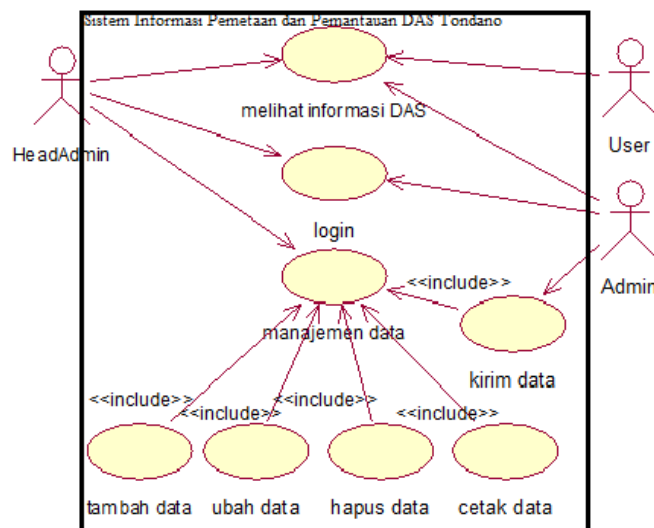 Sistem Informasi Pemetaan dan Pemantauan DAS Tondano
HeadAdmin
melihat informasi DAS
User
login
Admin
<<include>>
manajemen data
kirim data
<<include>>
<<include>>
<<include>>
tambah data
ubah data
hapus data
cetak data